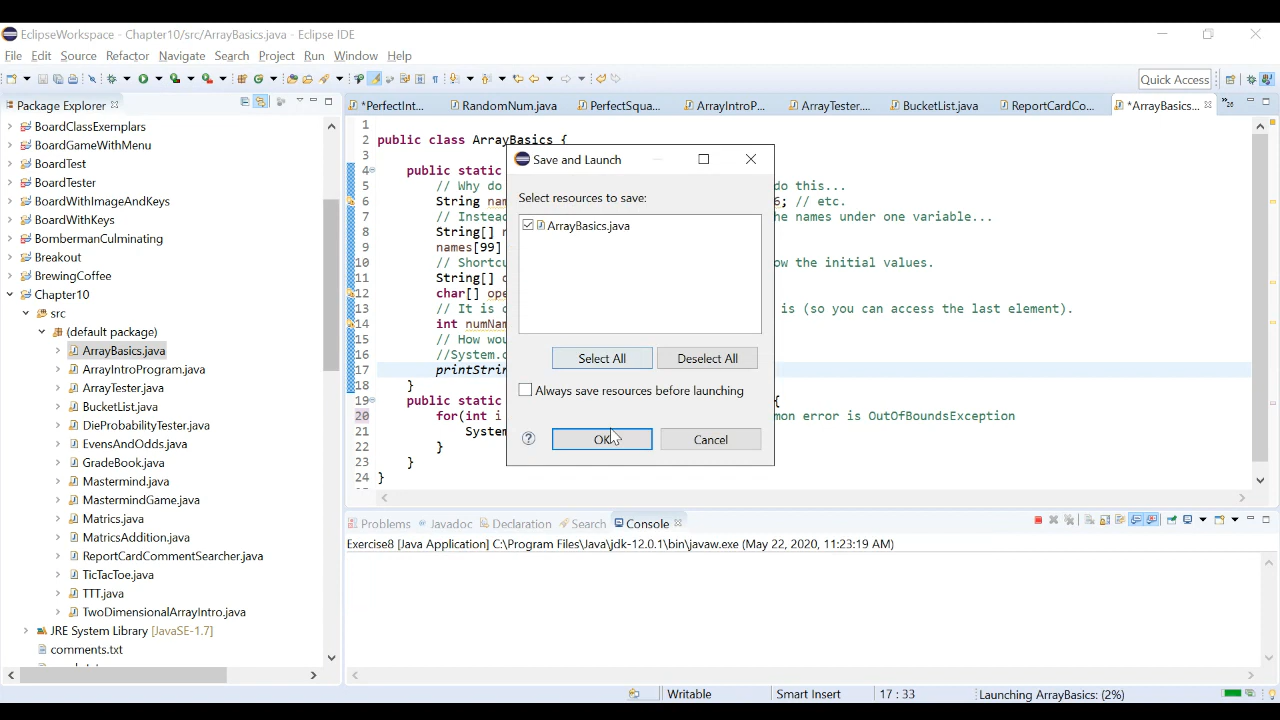 EclipseWorkspace - Chapter10/src/ArrayBasics.java - Eclipse IDE
File Edit Source Refactor Navigate Search Project Run Window Help
Quick Access
Package Explorer
*PerfectInt... RandomNum.java PerfectSqua... ArrayIntroP... ArrayTester.... BucketList.java ReportCardCo... *ArrayBasics...
BoardClassExemplars
BoardGameWithMenu
BoardTest
BoardTester
BoardWithImageAndKeys
BoardWithKeys
BombermanCulminating
Breakout
BrewingCoffee
Chapter10
src
(default package)
ArrayBasics.java
ArrayIntroProgram.java
ArrayTester.java
BucketList.java
DieProbabilityTester.java
EvensAndOdds.java
GradeBook.java
Mastermind.java
MastermindGame.java
Matrics.java
MatricsAddition.java
ReportCardCommentSearcher.java
TicTacToe.java
TTT.java
TwoDimensionalArrayIntro.java
JRE System Library [JavaSE-1.7]
comments.txt
1
2 public class ArrayBasics {
3
4 public static
5 // Why do do this...
6 String nam 6; // etc.
7 // Instead he names under one variable...
8 String[] n
9 names[99]
10 // Shortcu ow the initial values.
11 String[] c
12 char[] ope
13 // It is is (so you can access the last element).
14 int numNam
15 // How wou
16 //System.o
17 printStrin
18 }
19 public static {
20 for(int i mon error is OutOfBoundsException
21 System
22 }
23 }
24 }
Save and Launch
Select resources to save:
ArrayBasics.java
Select All Deselect All
Always save resources before launching
OK Cancel
Problems Javadoc Declaration Search Console
Exercise8 [Java Application] C:\Program Files\Java\jdk-12.0.1\bin\javaw.exe (May 22, 2020, 11:23:19 AM)
Writable Smart Insert 17 : 33 Launching ArrayBasics: (2%)